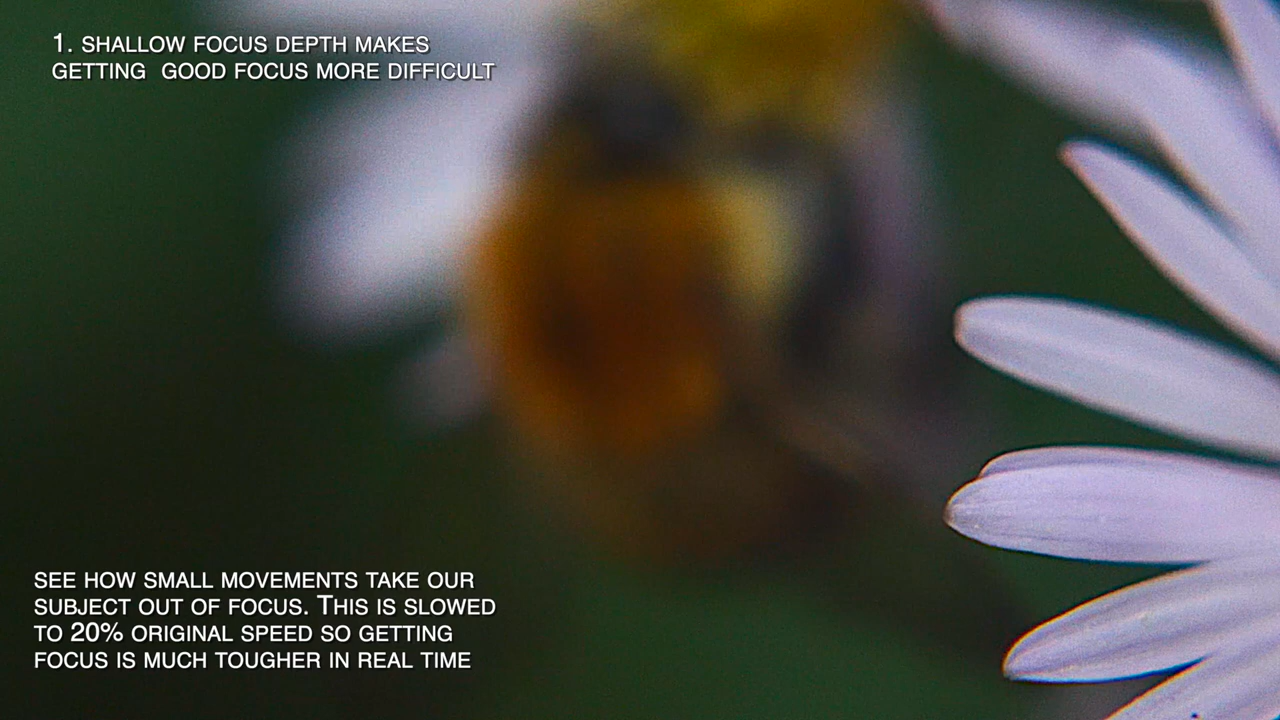 1. SHALLOW FOCUS DEPTH MAKES
GETTING  GOOD FOCUS MORE DIFFICULT
SEE HOW SMALL MOVEMENTS TAKE OUR
SUBJECT OUT OF FOCUS. THIS IS SLOWED
TO 20% ORIGINAL SPEED SO GETTING
FOCUS IS MUCH TOUGHER IN REAL TIME